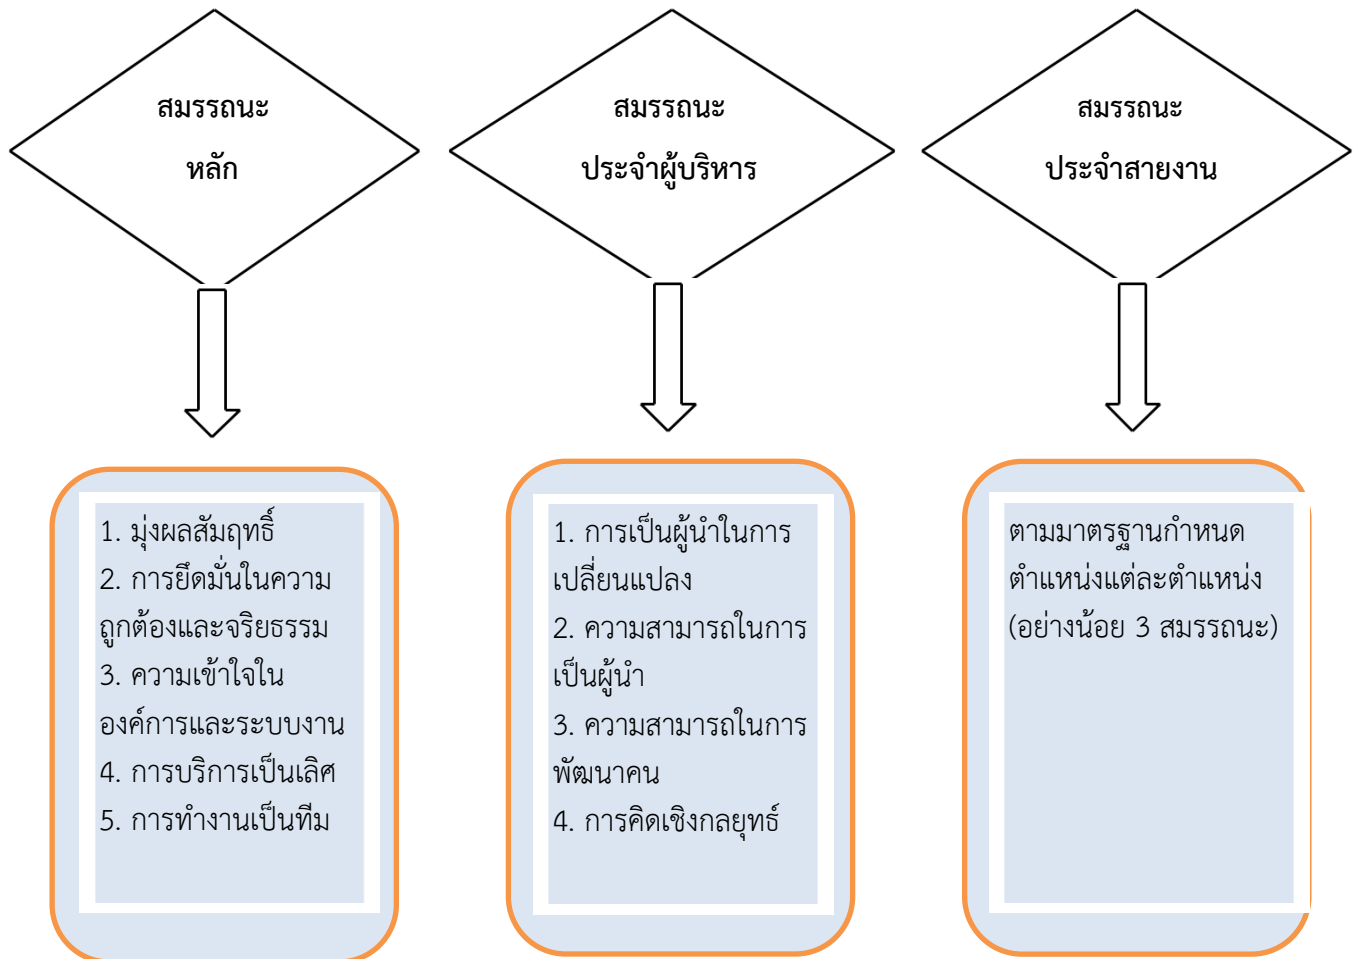 สมรรถนะ
หลัก
สมรรถนะ
ประจำผู้บริหาร
สมรรถนะ
ประจำสายงาน
1. มุ่งผลสัมฤทธิ์
2. การยึดมั่นในความ
ถูกต้องและจริยธรรม
3. ความเข้าใจใน
องค์การและระบบงาน
4. การบริการเป็นเลิศ
5. การทำงานเป็นทีม
1. การเป็นผู้นำในการ
เปลี่ยนแปลง
2. ความสามารถในการ
เป็นผู้นำ
3. ความสามารถในการ
พัฒนาคน
4. การคิดเชิงกลยุทธ์
ตามมาตรฐานกำหนด
ตำแหน่งแต่ละตำแหน่ง
(อย่างน้อย 3 สมรรถนะ)